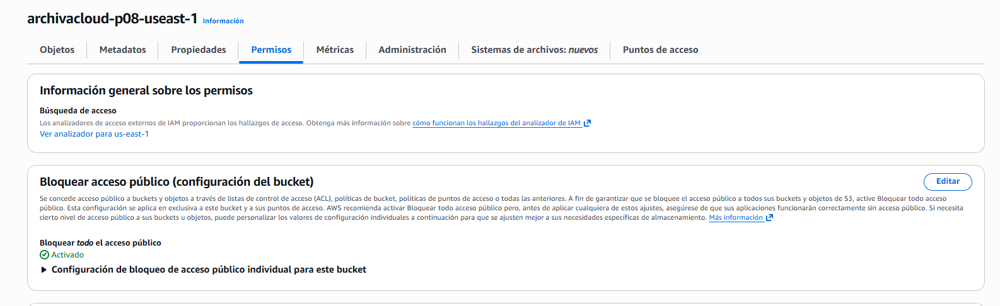 archivacloud-p08-useast-1 Información
Objetos Metadatos Propiedades Permisos Métricas Administración Sistemas de archivos: nuevos Puntos de acceso
Información general sobre los permisos
Búsqueda de acceso
Los analizadores de acceso externos de IAM proporcionan los hallazgos de acceso. Obtenga más información sobre cómo funcionan los hallazgos del analizador de IAM
Ver analizador para us-east-1
Bloquear acceso público (configuración del bucket)
Editar
Se concede acceso público a buckets y objetos a través de listas de control de acceso (ACL), políticas de bucket, políticas de puntos de acceso o todas las anteriores. A fin de garantizar que se bloquee el acceso público a todos sus buckets y objetos de S3, active Bloquear todo acceso
público. Esta configuración se aplica en exclusiva a este bucket y a sus puntos de acceso. AWS recomienda activar Bloquear todo acceso público pero, antes de aplicar cualquiera de estos ajustes, asegúrese de que sus aplicaciones funcionarán correctamente sin acceso público. Si necesita
cierto nivel de acceso público a sus buckets u objetos, puede personalizar los valores de configuración individuales a continuación para que se ajusten mejor a sus necesidades específicas de almacenamiento. Más información
Bloquear todo el acceso público
Activado
Configuración de bloqueo de acceso público individual para este bucket